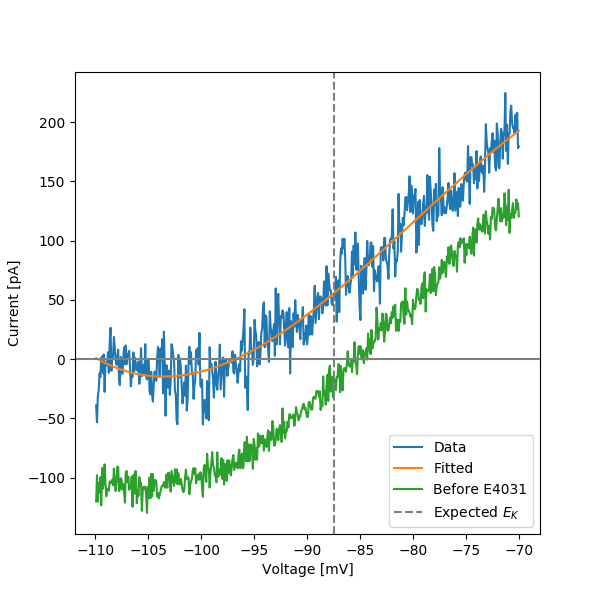 200
150
100
50
0
−50
−100
Current [pA]
Data
Fitted
Before E4031
Expected E_K
−110 −105 −100 −95 −90 −85 −80 −75 −70
Voltage [mV]